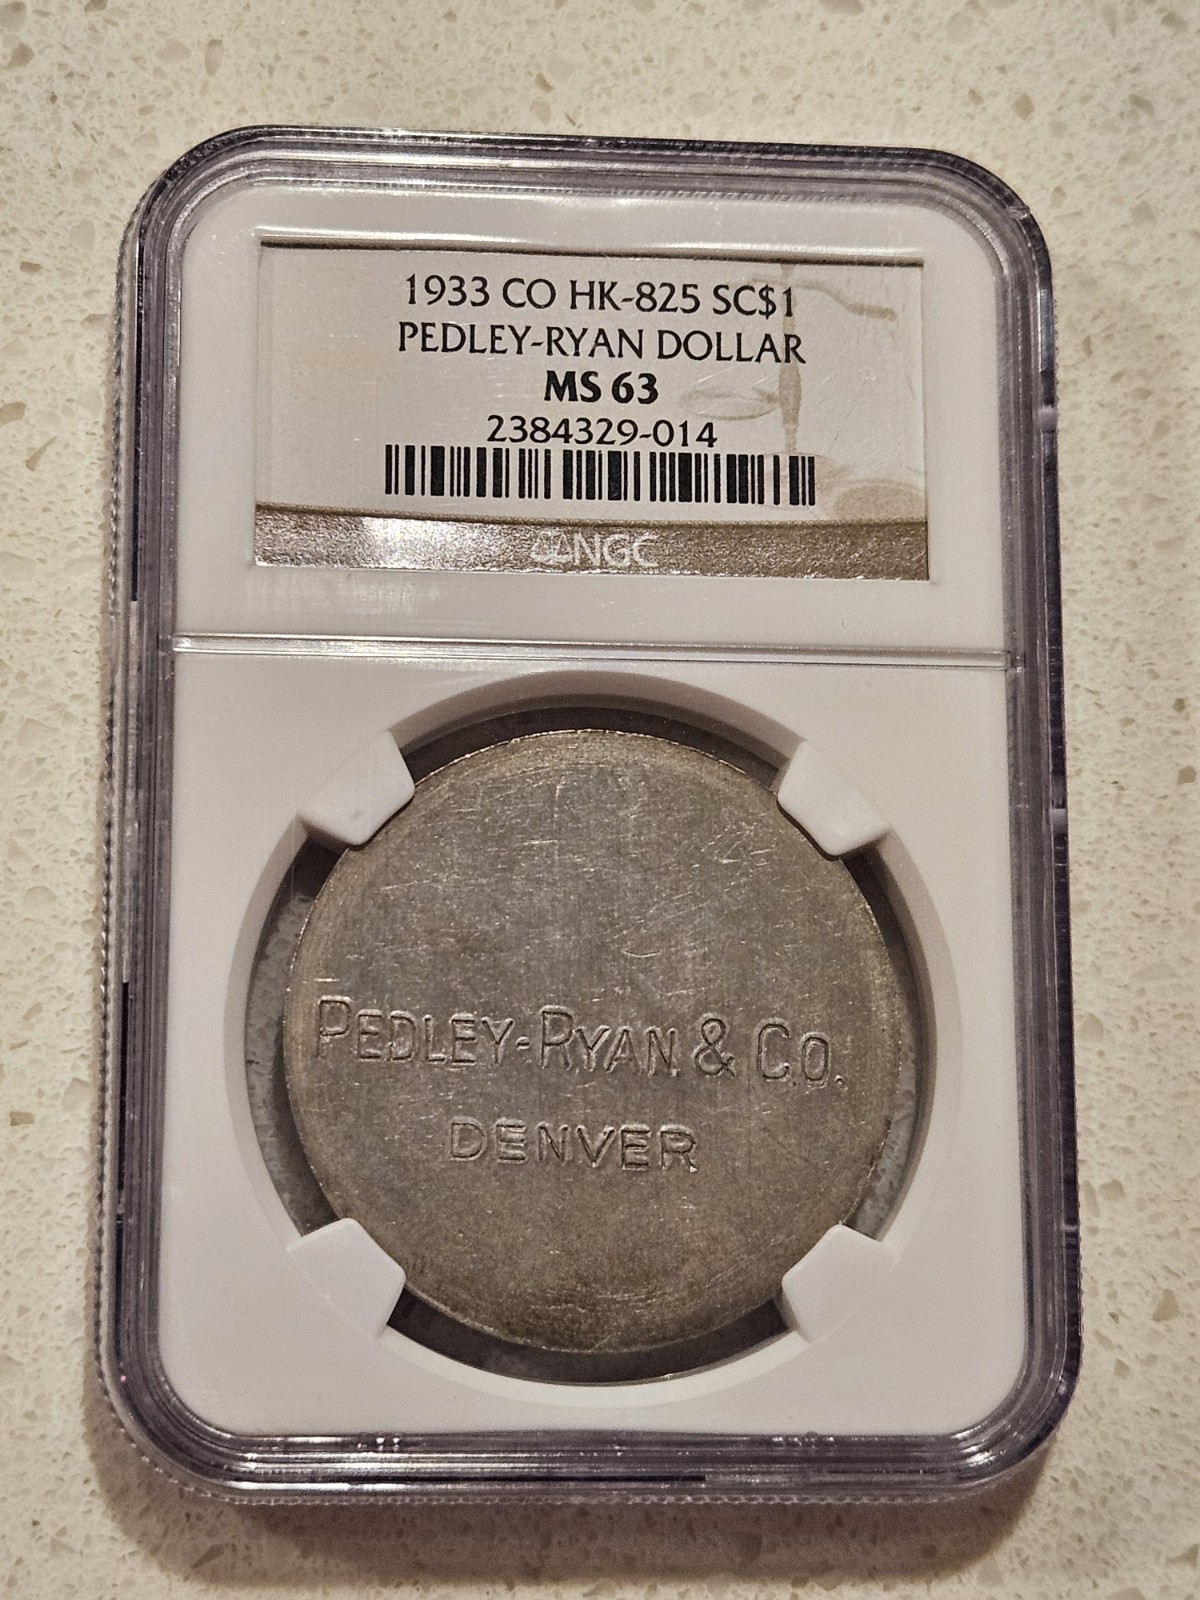 1933 CO HK-825 SC$1
PEDLEY-RYAN DOLLAR
MS 63
2384329-014
NGC
PEDLEY-RYAN & CO.
DENVER